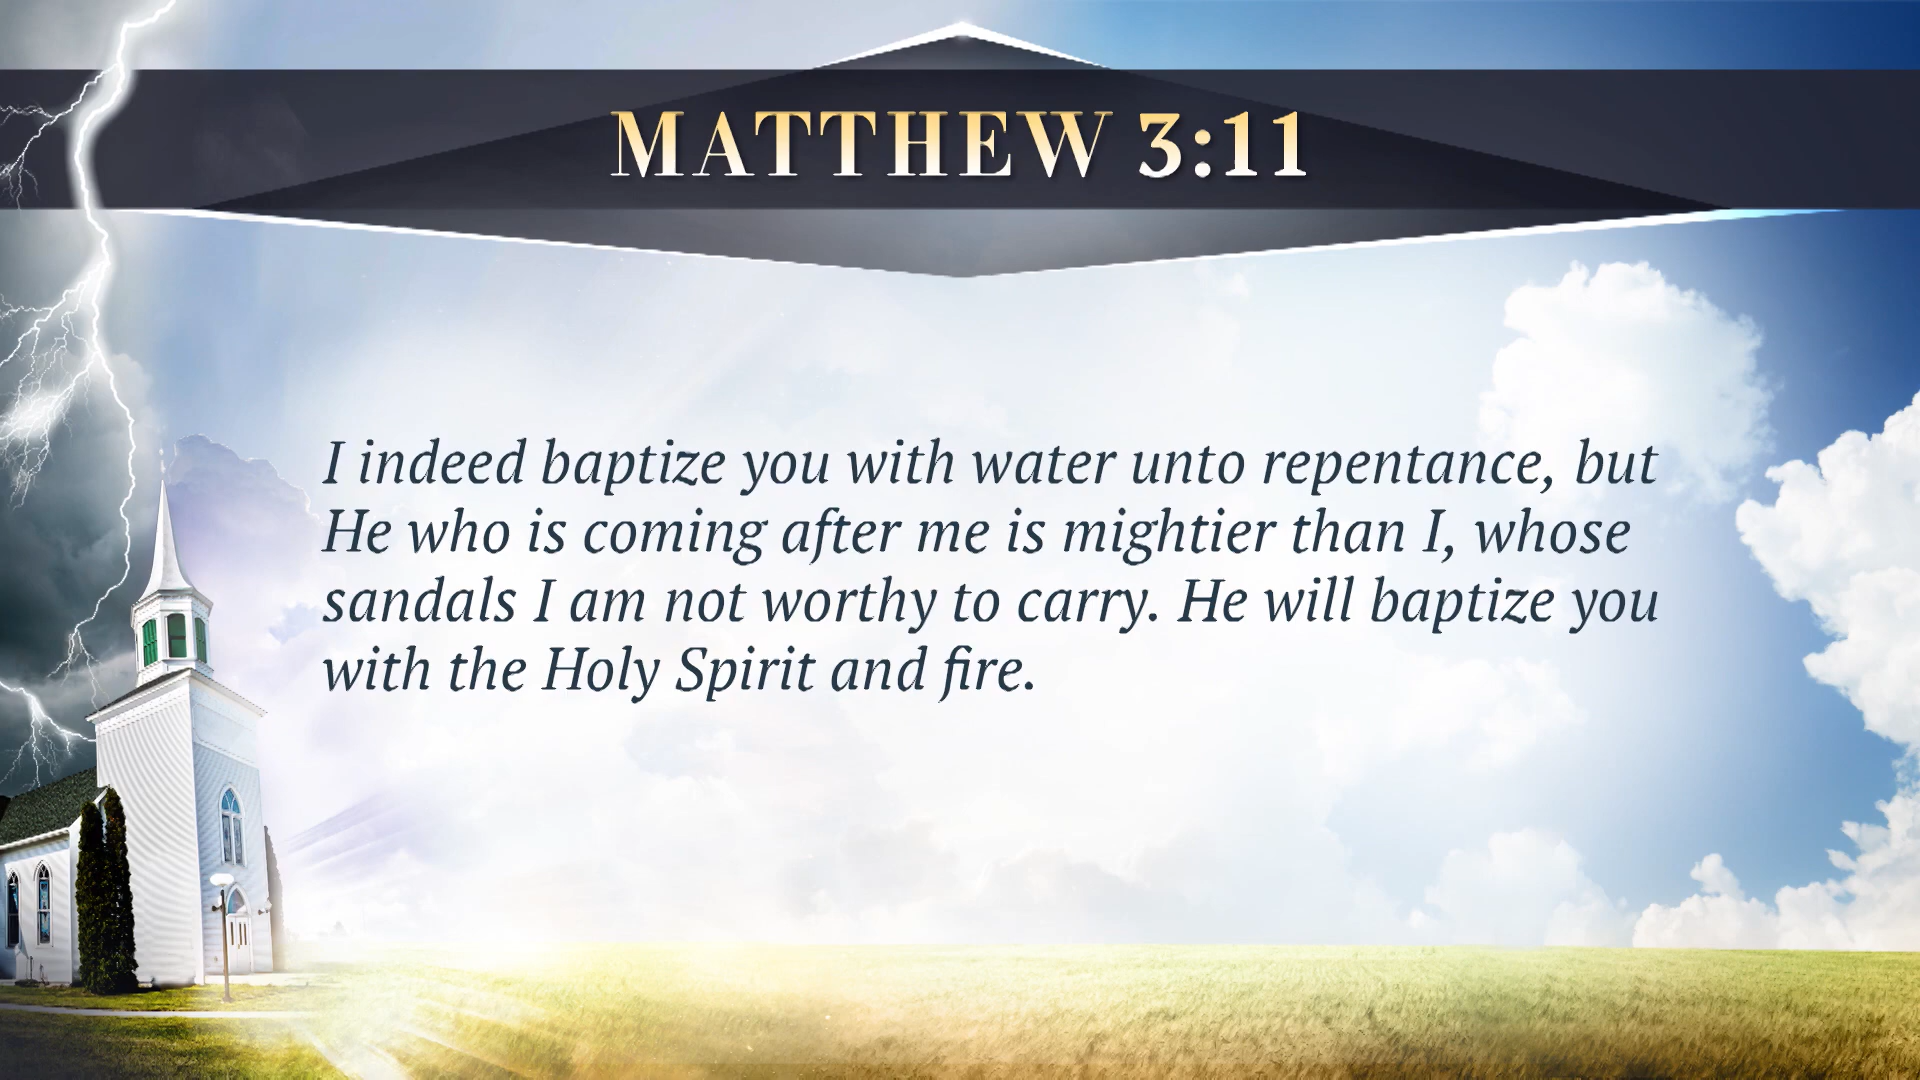 MATTHEW 3:11
I indeed baptize you with water unto repentance, but
He who is coming after me is mightier than I, whose
sandals I am not worthy to carry. He will baptize you
with the Holy Spirit and fire.